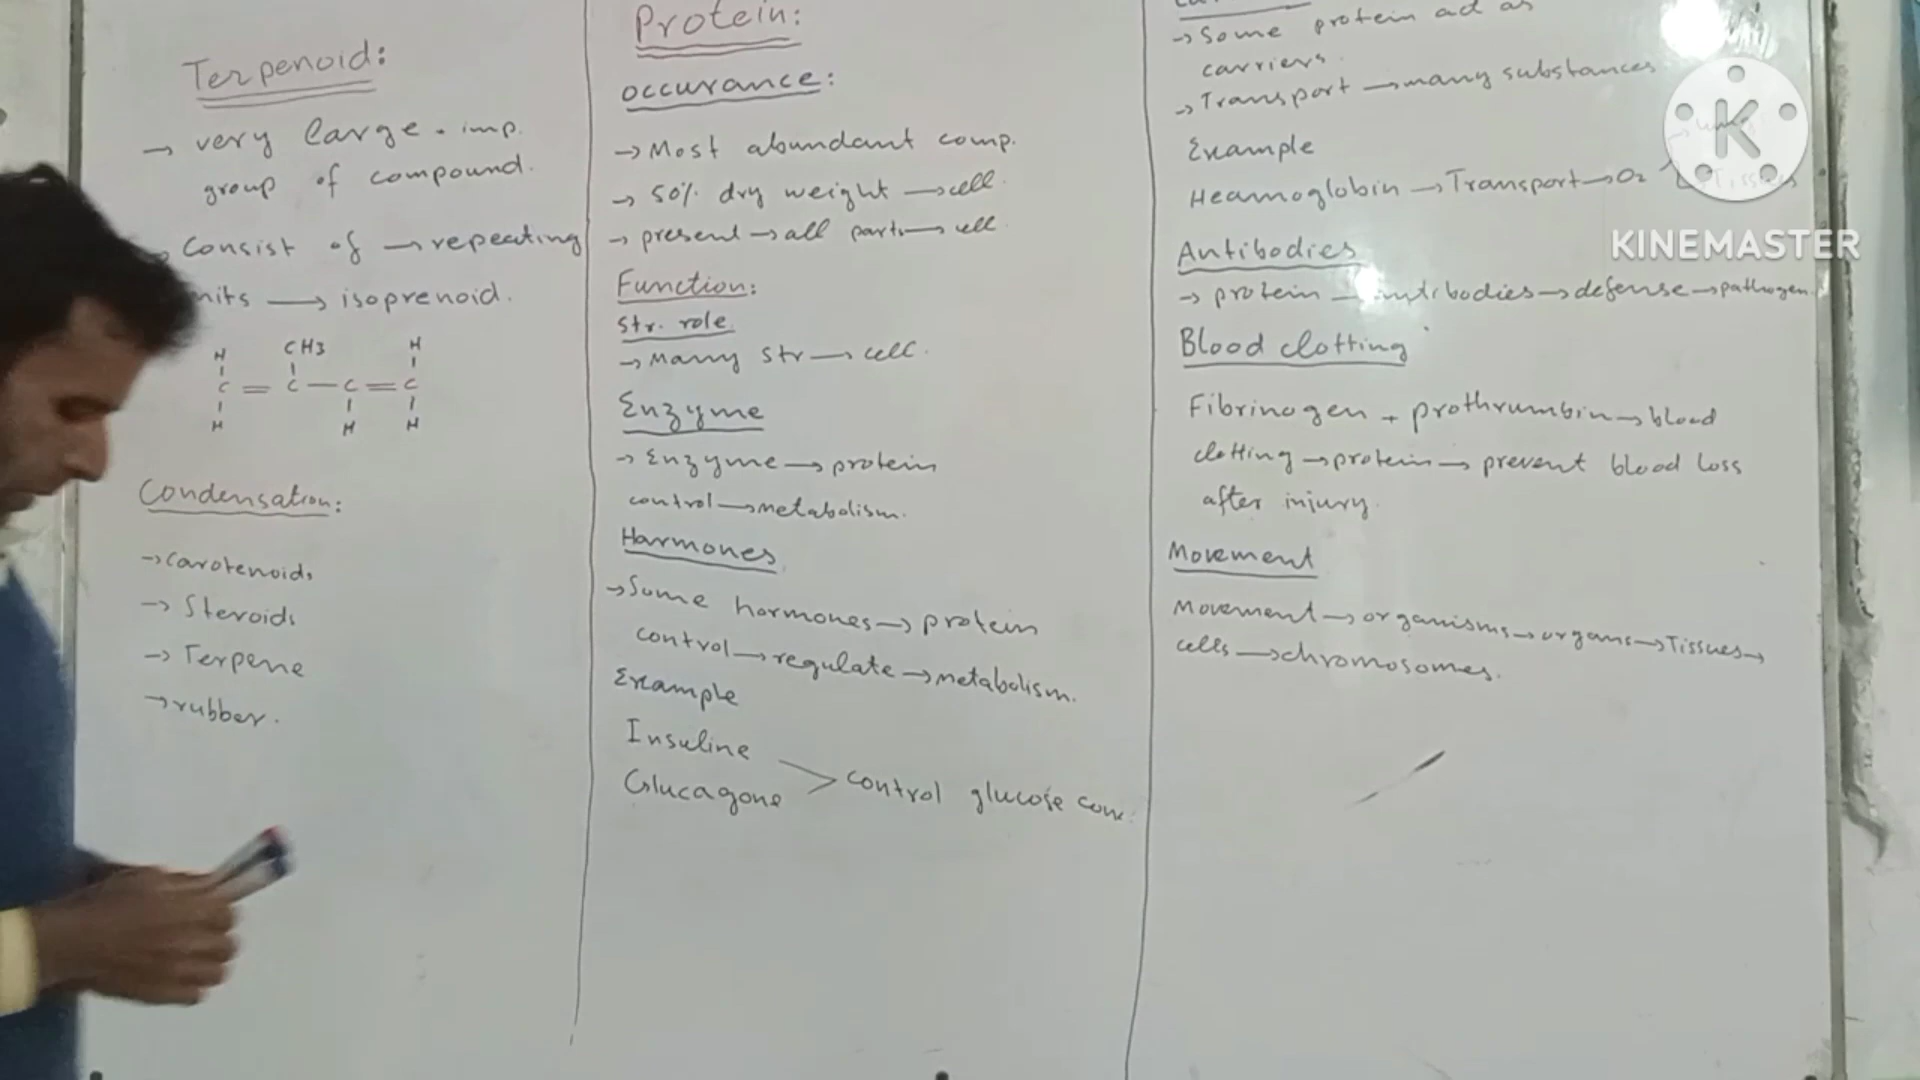 Terpenoid:
→ very large . imp.
group of compound.
Consist of → repeating
→ isoprenoid.
H CH3 H
C = C — C = C
H H H
Condensation:
→ carotenoids
→ Steroids
→ Terpene
→ rubber.
Protein:
occurance:
→ Most abundant comp.
→ 50% dry weight → cell.
→ present → all parts → cell.
Function:
Str. role
→ Many str → cell.
Enzyme
→ Enzyme → protein
control → metabolism.
Harmones
→ Some hormones → protein
control → regulate → metabolism.
Example
Insuline
Glucagone > control glucose conc.
→ Some protein act as
carriers.
→ Transport → many substances
Example
Heamoglobin → Transport → O2
Antibodies
→ protein → antibodies → defense → pathogen.
Blood clotting
Fibrinogen + prothrumbin → blood
clotting → protein → prevent blood loss
after injury.
Movement
Movement → organisms → organs → Tissues →
cells → chromosomes.
K
KINEMASTER